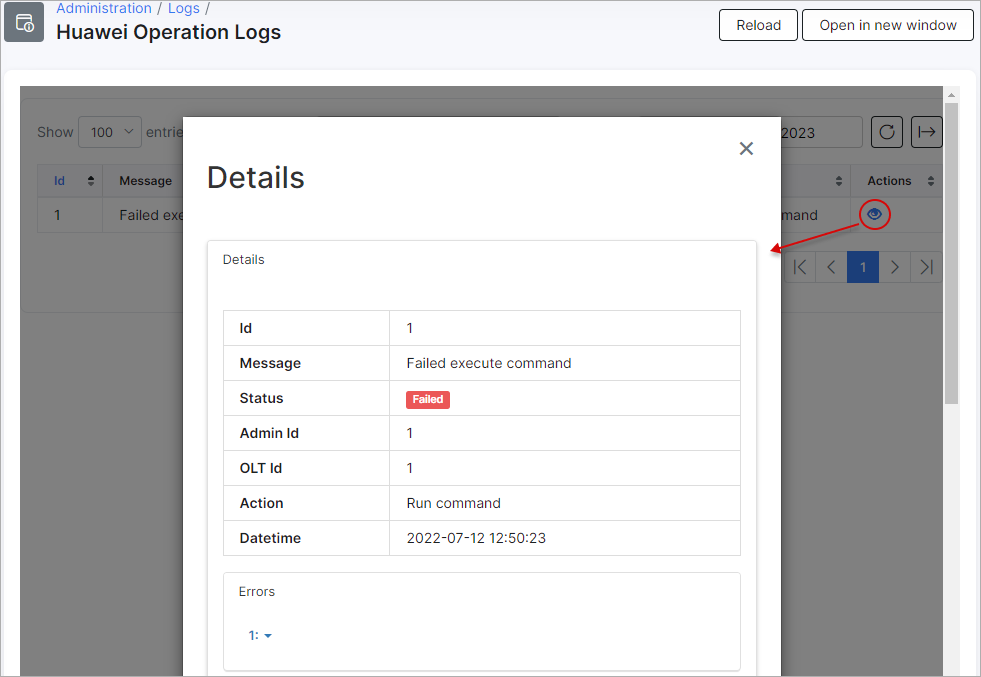 Administration / Logs /
Huawei Operation Logs
Reload
Open in new window
Show 100 entrie
2023
Id Message Actions
1 Failed exe mand
1
Details
Details
Id 1
Message Failed execute command
Status Failed
Admin Id 1
OLT Id 1
Action Run command
Datetime 2022-07-12 12:50:23
Errors
1: